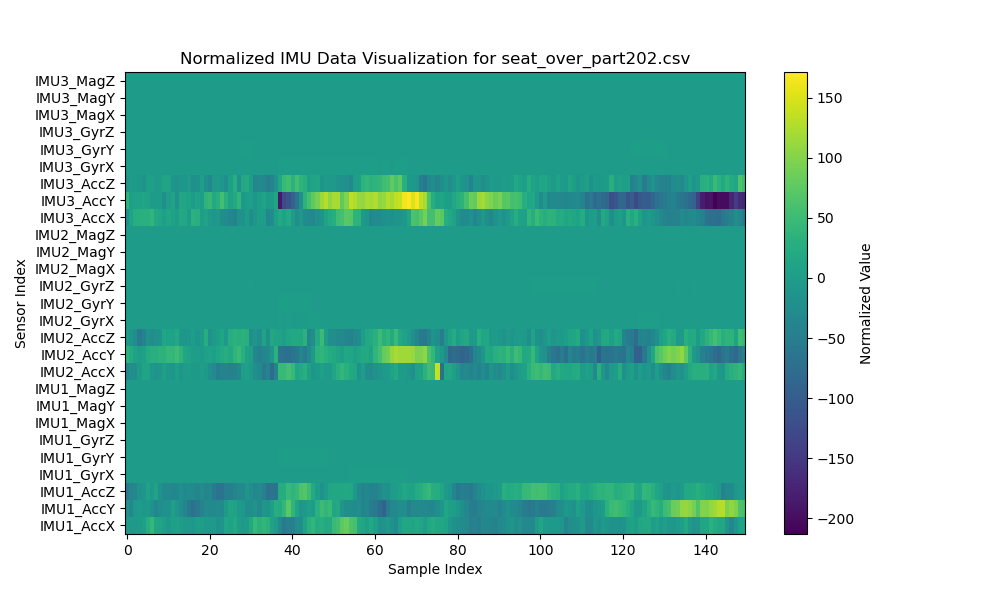 Normalized IMU Data Visualization for seat_over_part202.csv
IMU3_MagZ
IMU3_MagY
IMU3_MagX
IMU3_GyrZ
IMU3_GyrY
IMU3_GyrX
IMU3_AccZ
IMU3_AccY
IMU3_AccX
IMU2_MagZ
IMU2_MagY
IMU2_MagX
IMU2_GyrZ
IMU2_GyrY
IMU2_GyrX
IMU2_AccZ
IMU2_AccY
IMU2_AccX
IMU1_MagZ
IMU1_MagY
IMU1_MagX
IMU1_GyrZ
IMU1_GyrY
IMU1_GyrX
IMU1_AccZ
IMU1_AccY
IMU1_AccX
Sensor Index
0 20 40 60 80 100 120 140
Sample Index
150
100
50
0
−50
−100
−150
−200
Normalized Value